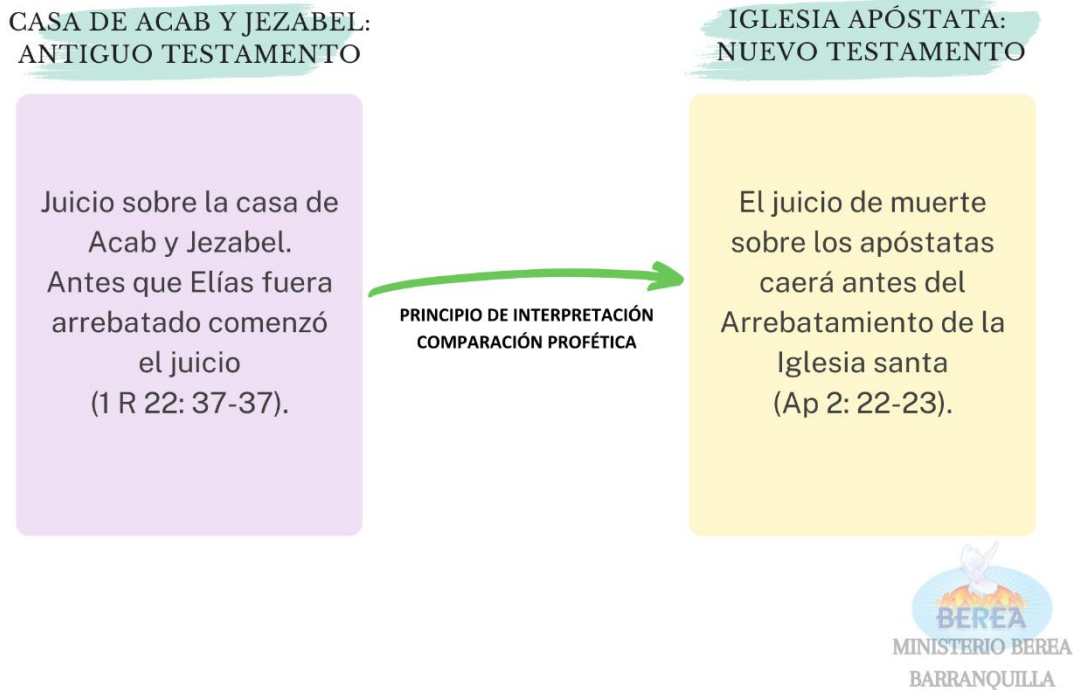 CASA DE ACAB Y JEZABEL:
ANTIGUO TESTAMENTO
IGLESIA APÓSTATA:
NUEVO TESTAMENTO
Juicio sobre la casa de
Acab y Jezabel.
Antes que Elías fuera
arrebatado comenzó
el juicio
(1 R 22: 37-37).
PRINCIPIO DE INTERPRETACIÓN
COMPARACIÓN PROFÉTICA
El juicio de muerte
sobre los apóstatas
caerá antes del
Arrebatamiento de la
Iglesia santa
(Ap 2: 22-23).
BEREA
MINISTERIO BEREA
BARRANQUILLA